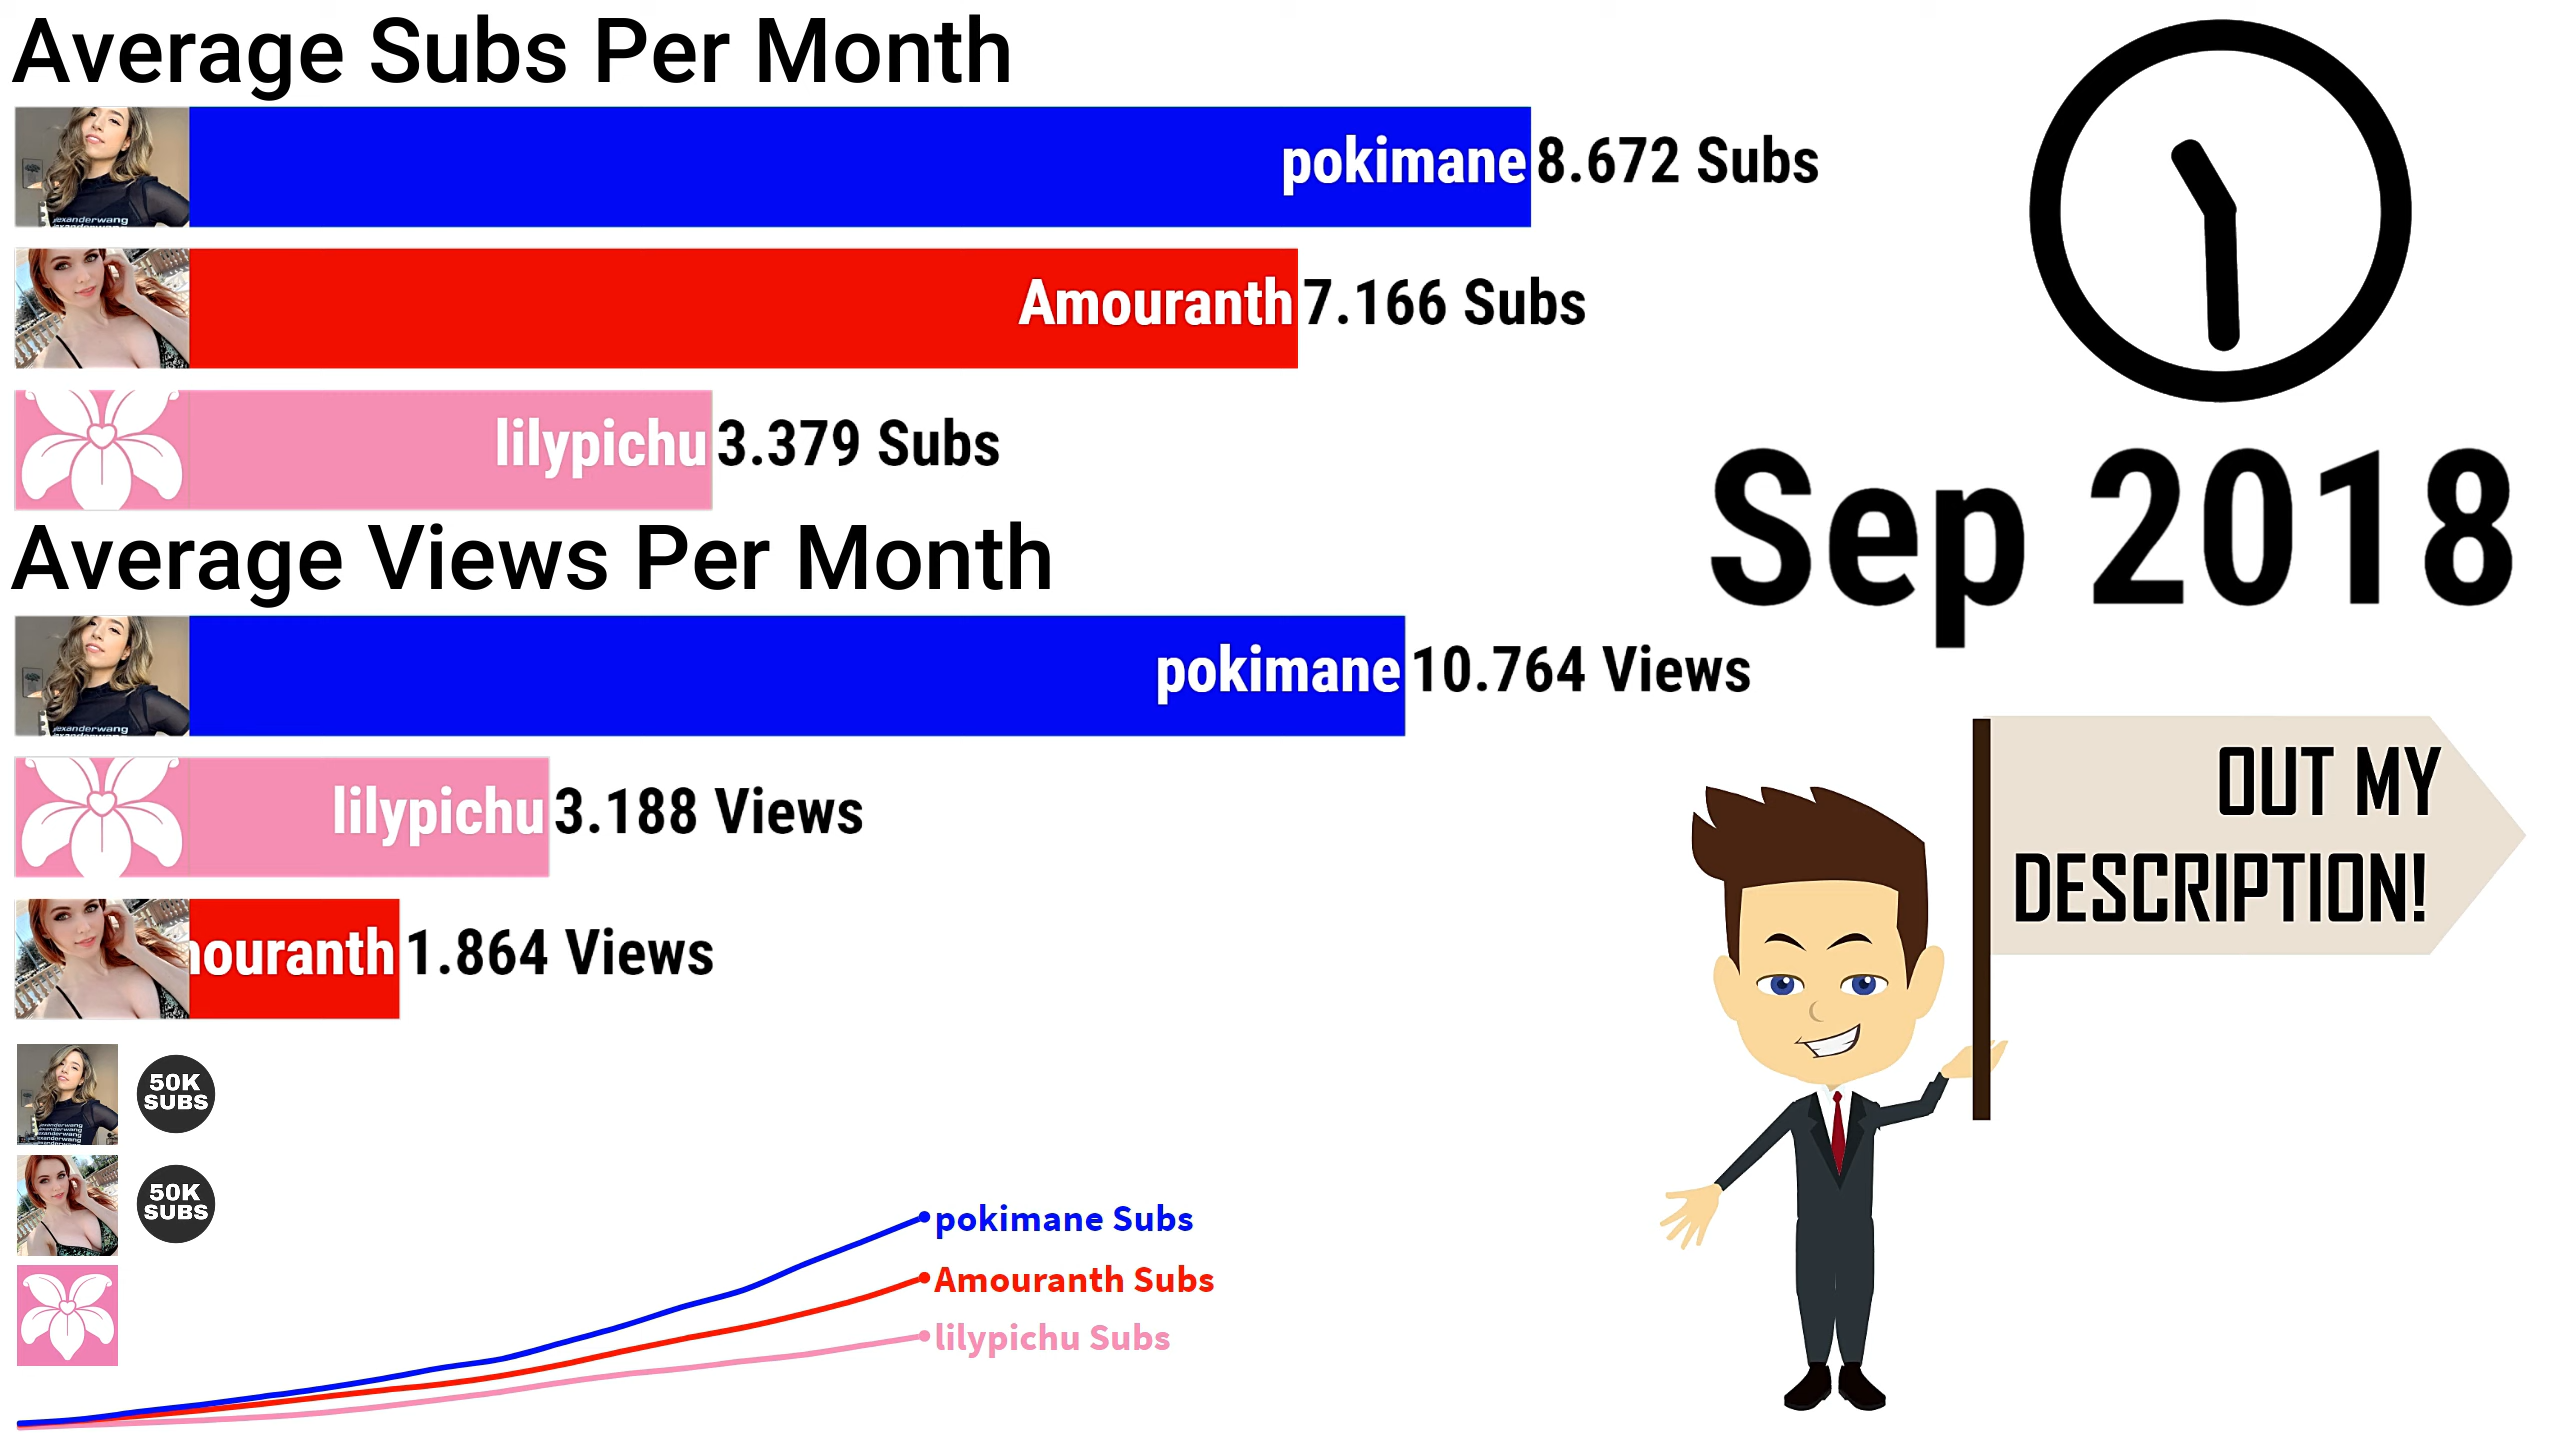 Average Subs Per Month
pokimane 8.672 Subs
Amouranth 7.166 Subs
lilypichu 3.379 Subs
Average Views Per Month
pokimane 10.764 Views
lilypichu 3.188 Views
ouranth 1.864 Views
Sep 2018
OUT MY
DESCRIPTION!
50K
SUBS
50K
SUBS
pokimane Subs
Amouranth Subs
lilypichu Subs